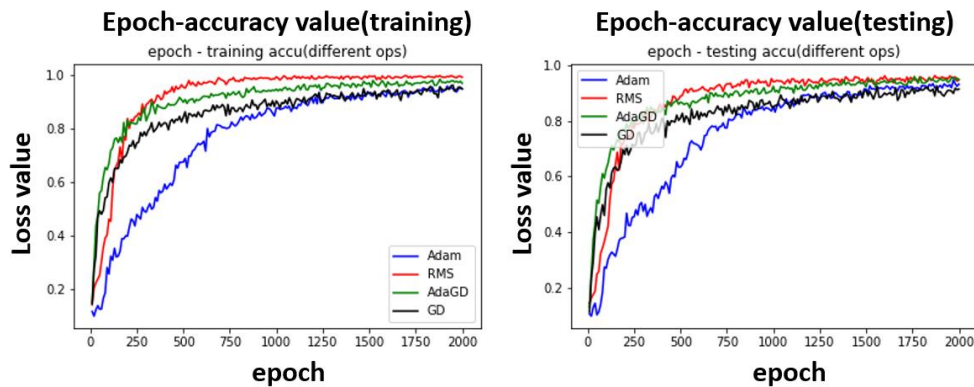 Epoch-accuracy value(training)
epoch - training accu(different ops)
Loss value
1.0
0.8
0.6
0.4
0.2
Adam
RMS
AdaGD
GD
0 250 500 750 1000 1250 1500 1750 2000
epoch
Epoch-accuracy value(testing)
epoch - testing accu(different ops)
Loss value
1.0
0.8
0.6
0.4
0.2
Adam
RMS
AdaGD
GD
0 250 500 750 1000 1250 1500 1750 2000
epoch